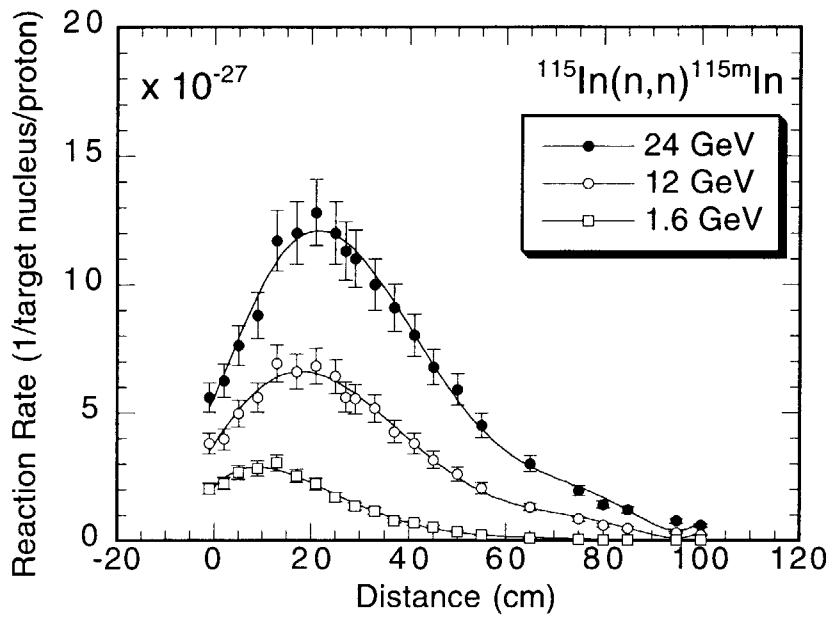 20
15
10
5
0
Reaction Rate (1/target nucleus/proton)
x 10⁻²⁷
¹¹⁵In(n,n)¹¹⁵ᵐIn
24 GeV
12 GeV
1.6 GeV
-20 0 20 40 60 80 100 120
Distance (cm)